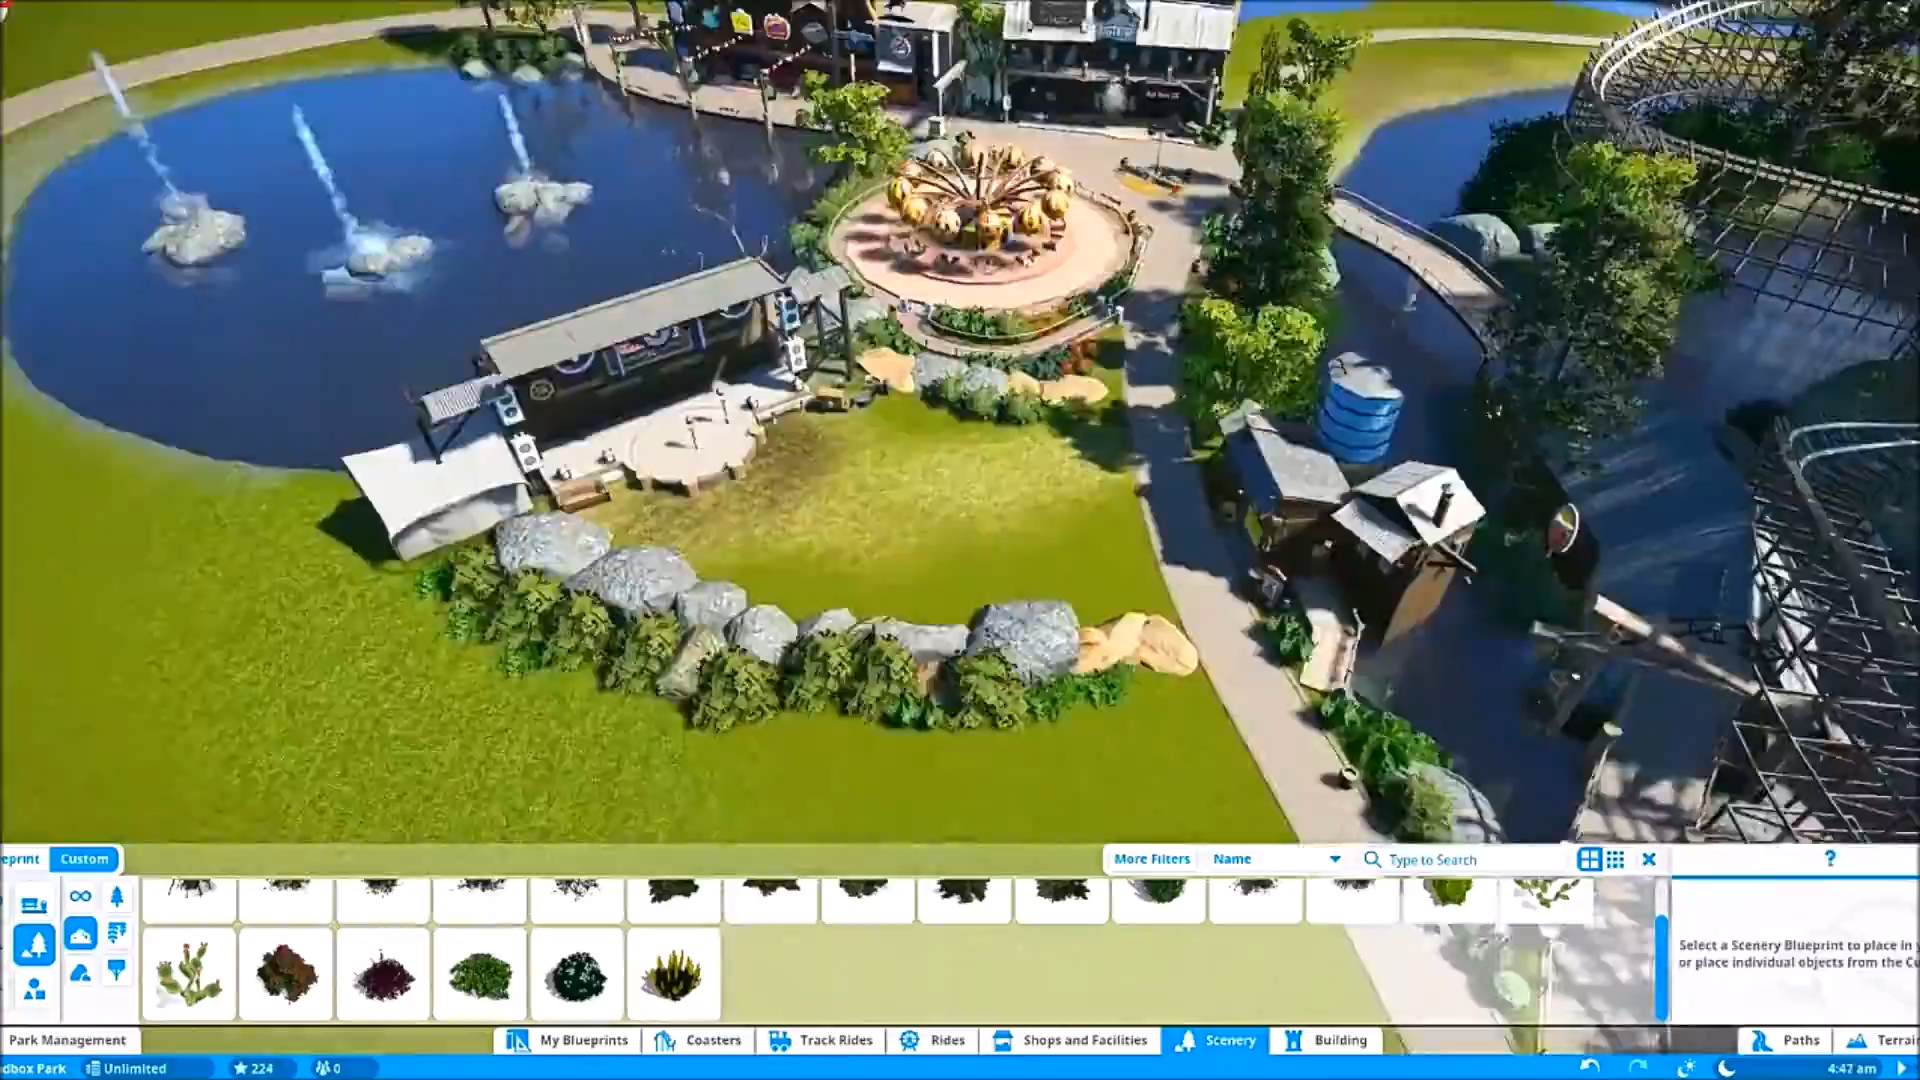 eprint
Custom
More Filters
Name
Type to Search
?
Select a Scenery Blueprint to place in
or place individual objects from the
Park Management
My Blueprints
Coasters
Track Rides
Rides
Shops and Facilities
Scenery
Building
Paths
Terrai
dbox Park
Unlimited
224
0
4:47 am